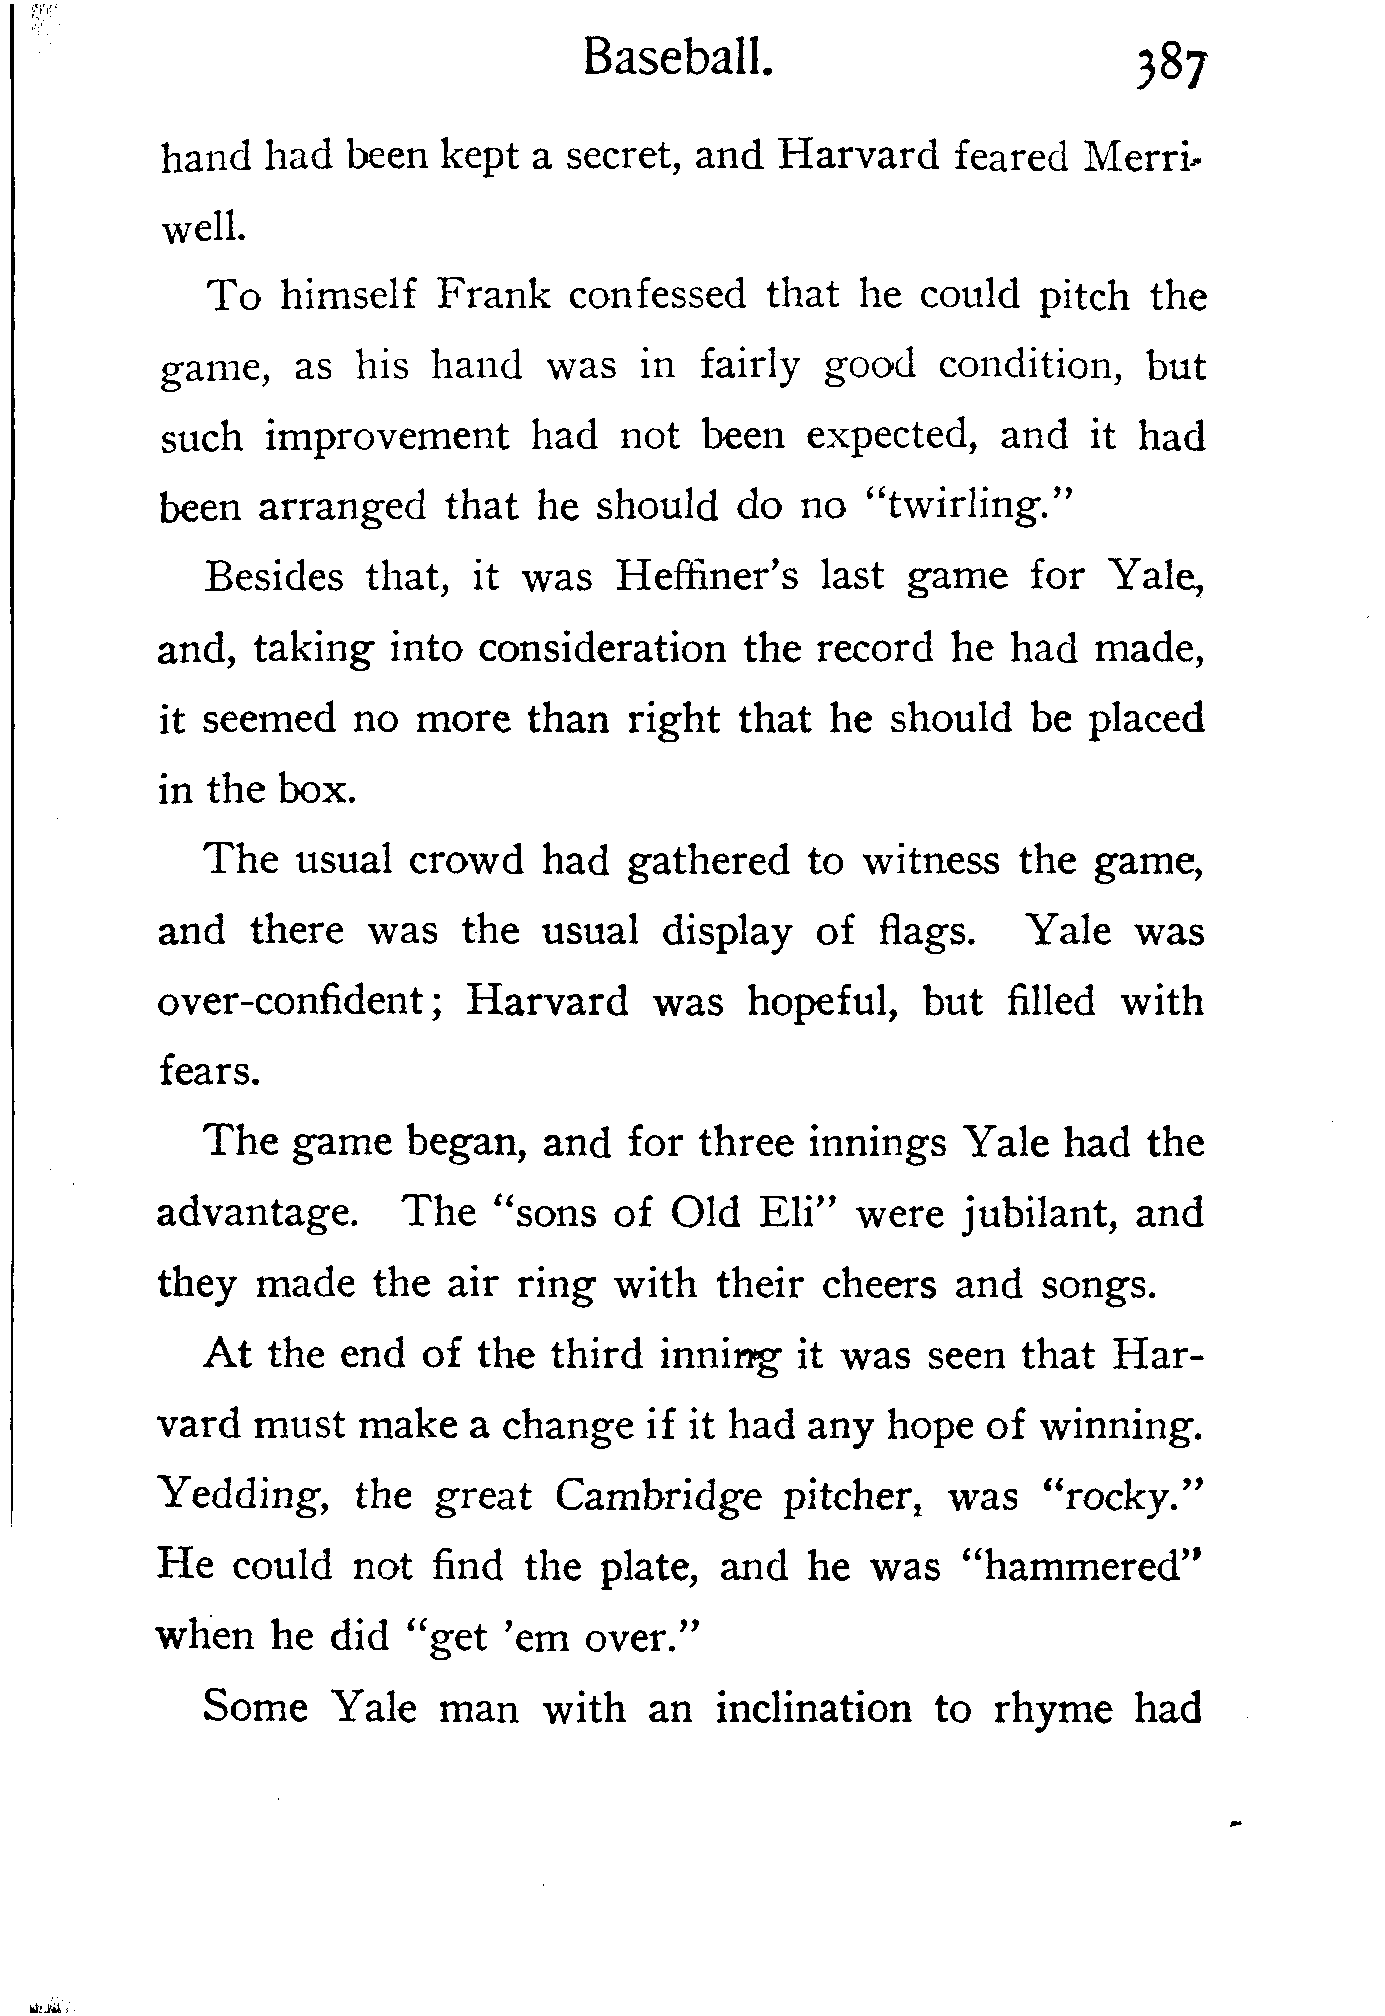 Baseball. 387
hand had been kept a secret, and Harvard feared Merri-
well.
To himself Frank confessed that he could pitch the
game, as his hand was in fairly good condition, but
such improvement had not been expected, and it had
been arranged that he should do no “twirling.”
Besides that, it was Heffiner’s last game for Yale,
and, taking into consideration the record he had made,
it seemed no more than right that he should be placed
in the box.
The usual crowd had gathered to witness the game,
and there was the usual display of flags. Yale was
over-confident; Harvard was hopeful, but filled with
fears.
The game began, and for three innings Yale had the
advantage. The “sons of Old Eli” were jubilant, and
they made the air ring with their cheers and songs.
At the end of the third inning it was seen that Har-
vard must make a change if it had any hope of winning.
Yedding, the great Cambridge pitcher, was “rocky.”
He could not find the plate, and he was “hammered”
when he did “get ’em over.”
Some Yale man with an inclination to rhyme had